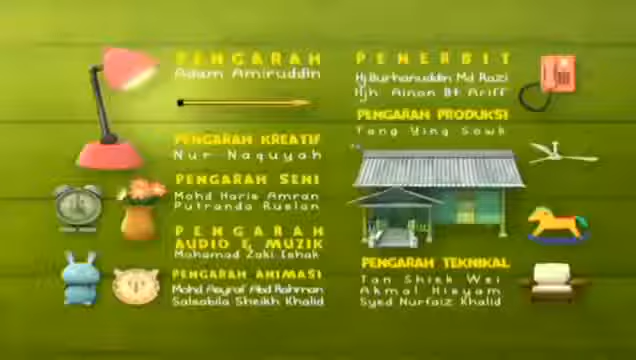 PENGARAH
Adam Amiruddin
PENGARAH KREATIF
Nur Naquyah
PENGARAH SENI
Mohd Haris Amran
Putranda Ruslan
PENGARAH
AUDIO & MUZIK
Mohamad Zaki Ishak
PENGARAH ANIMASI
Mohd Asyraf Abd Rahman
Salsabila Sheikh Khalid
PENERBIT
Hj.Burhanuddin Md Razi
Hjh. Ainon Bt Ariff
PENGARAH PRODUKSI
Tang Ying Sowk
PENGARAH TEKNIKAL
Tan Shiek Wei
Akmal Hisyam
Syed Nurfaiz Khalid